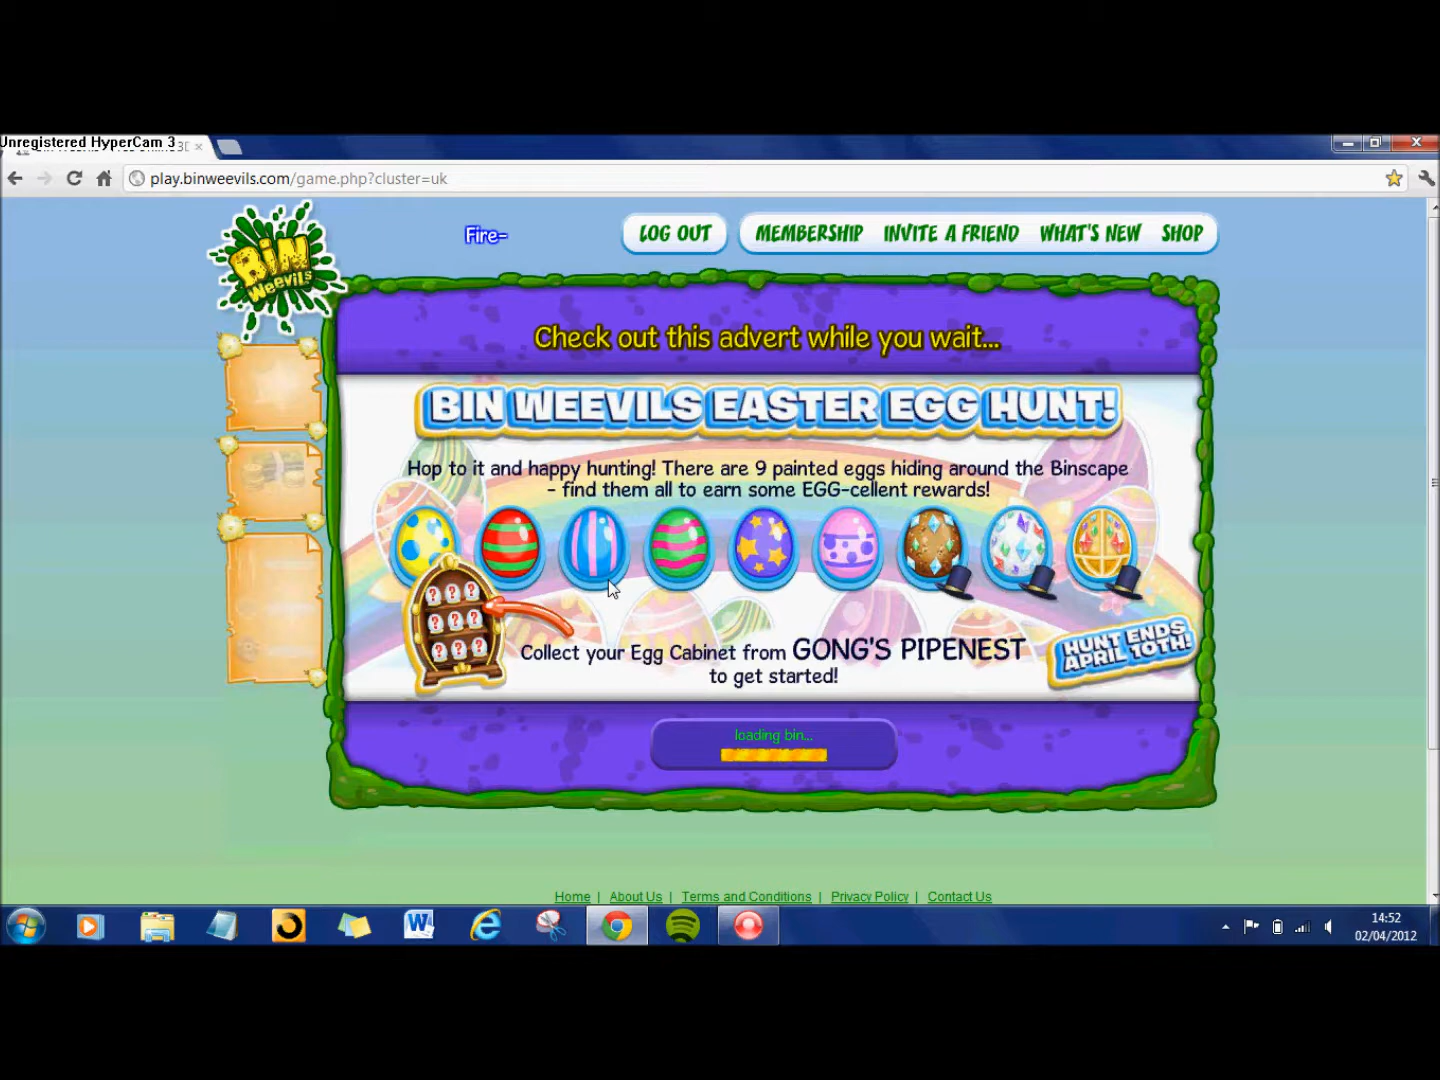 Unregistered HyperCam 3
play.binweevils.com/game.php?cluster=uk
BiN Weevils
Fire-
LOG OUT
MEMBERSHIP INVITE A FRIEND WHAT'S NEW SHOP
Check out this advert while you wait...
BIN WEEVILS EASTER EGG HUNT!
Hop to it and happy hunting! There are 9 painted eggs hiding around the Binscape
- find them all to earn some EGG-cellent rewards!
? ? ?
? ? ?
? ? ?
Collect your Egg Cabinet from GONG'S PIPENEST
to get started!
HUNT ENDS
APRIL 10TH!
loading bin...
Home | About Us | Terms and Conditions | Privacy Policy | Contact Us
14:52
02/04/2012